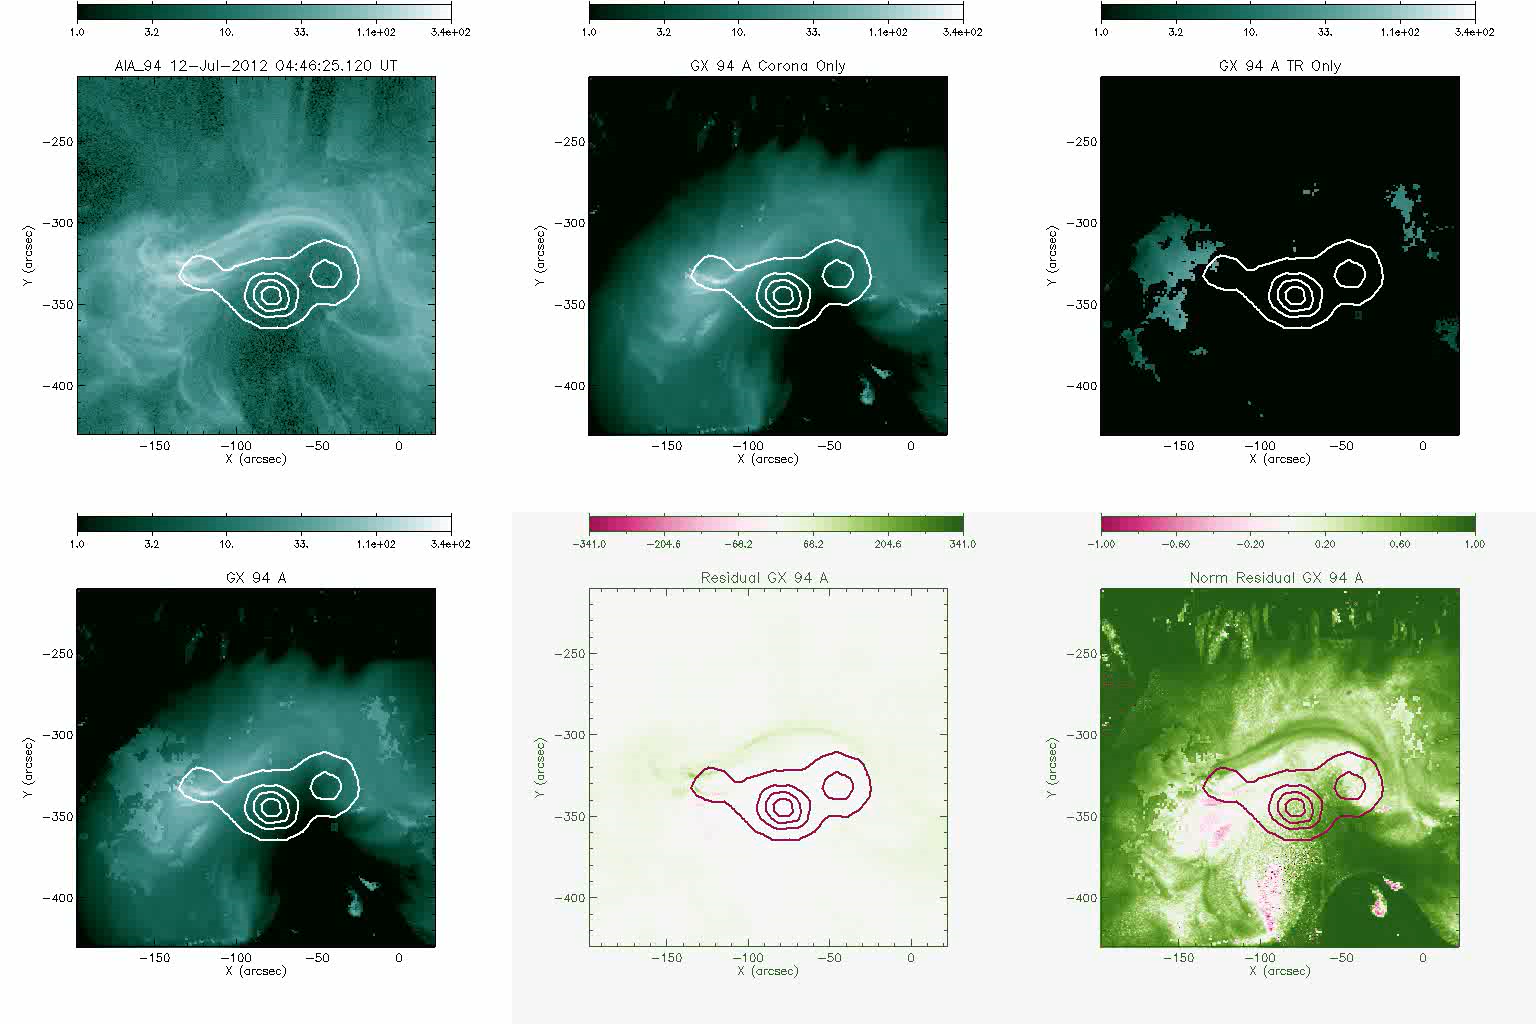 1.0 3.2 10. 33. 1.1e+02 3.4e+02
AIA_94 12-Jul-2012 04:46:25.120 UT
-250
-300
-350
-400
Y (arcsec)
-150 -100 -50 0
X (arcsec)
1.0 3.2 10. 33. 1.1e+02 3.4e+02
GX 94 A Corona Only
-250
-300
-350
-400
Y (arcsec)
-150 -100 -50 0
X (arcsec)
1.0 3.2 10. 33. 1.1e+02 3.4e+02
GX 94 A TR Only
-250
-300
-350
-400
Y (arcsec)
-150 -100 -50 0
X (arcsec)
1.0 3.2 10. 33. 1.1e+02 3.4e+02
GX 94 A
-250
-300
-350
-400
Y (arcsec)
-150 -100 -50 0
X (arcsec)
-341.0 -204.6 -68.2 68.2 204.6 341.0
Residual GX 94 A
-250
-300
-350
-400
Y (arcsec)
-150 -100 -50 0
X (arcsec)
-1.00 -0.60 -0.20 0.20 0.60 1.00
Norm Residual GX 94 A
-250
-300
-350
-400
Y (arcsec)
-150 -100 -50 0
X (arcsec)